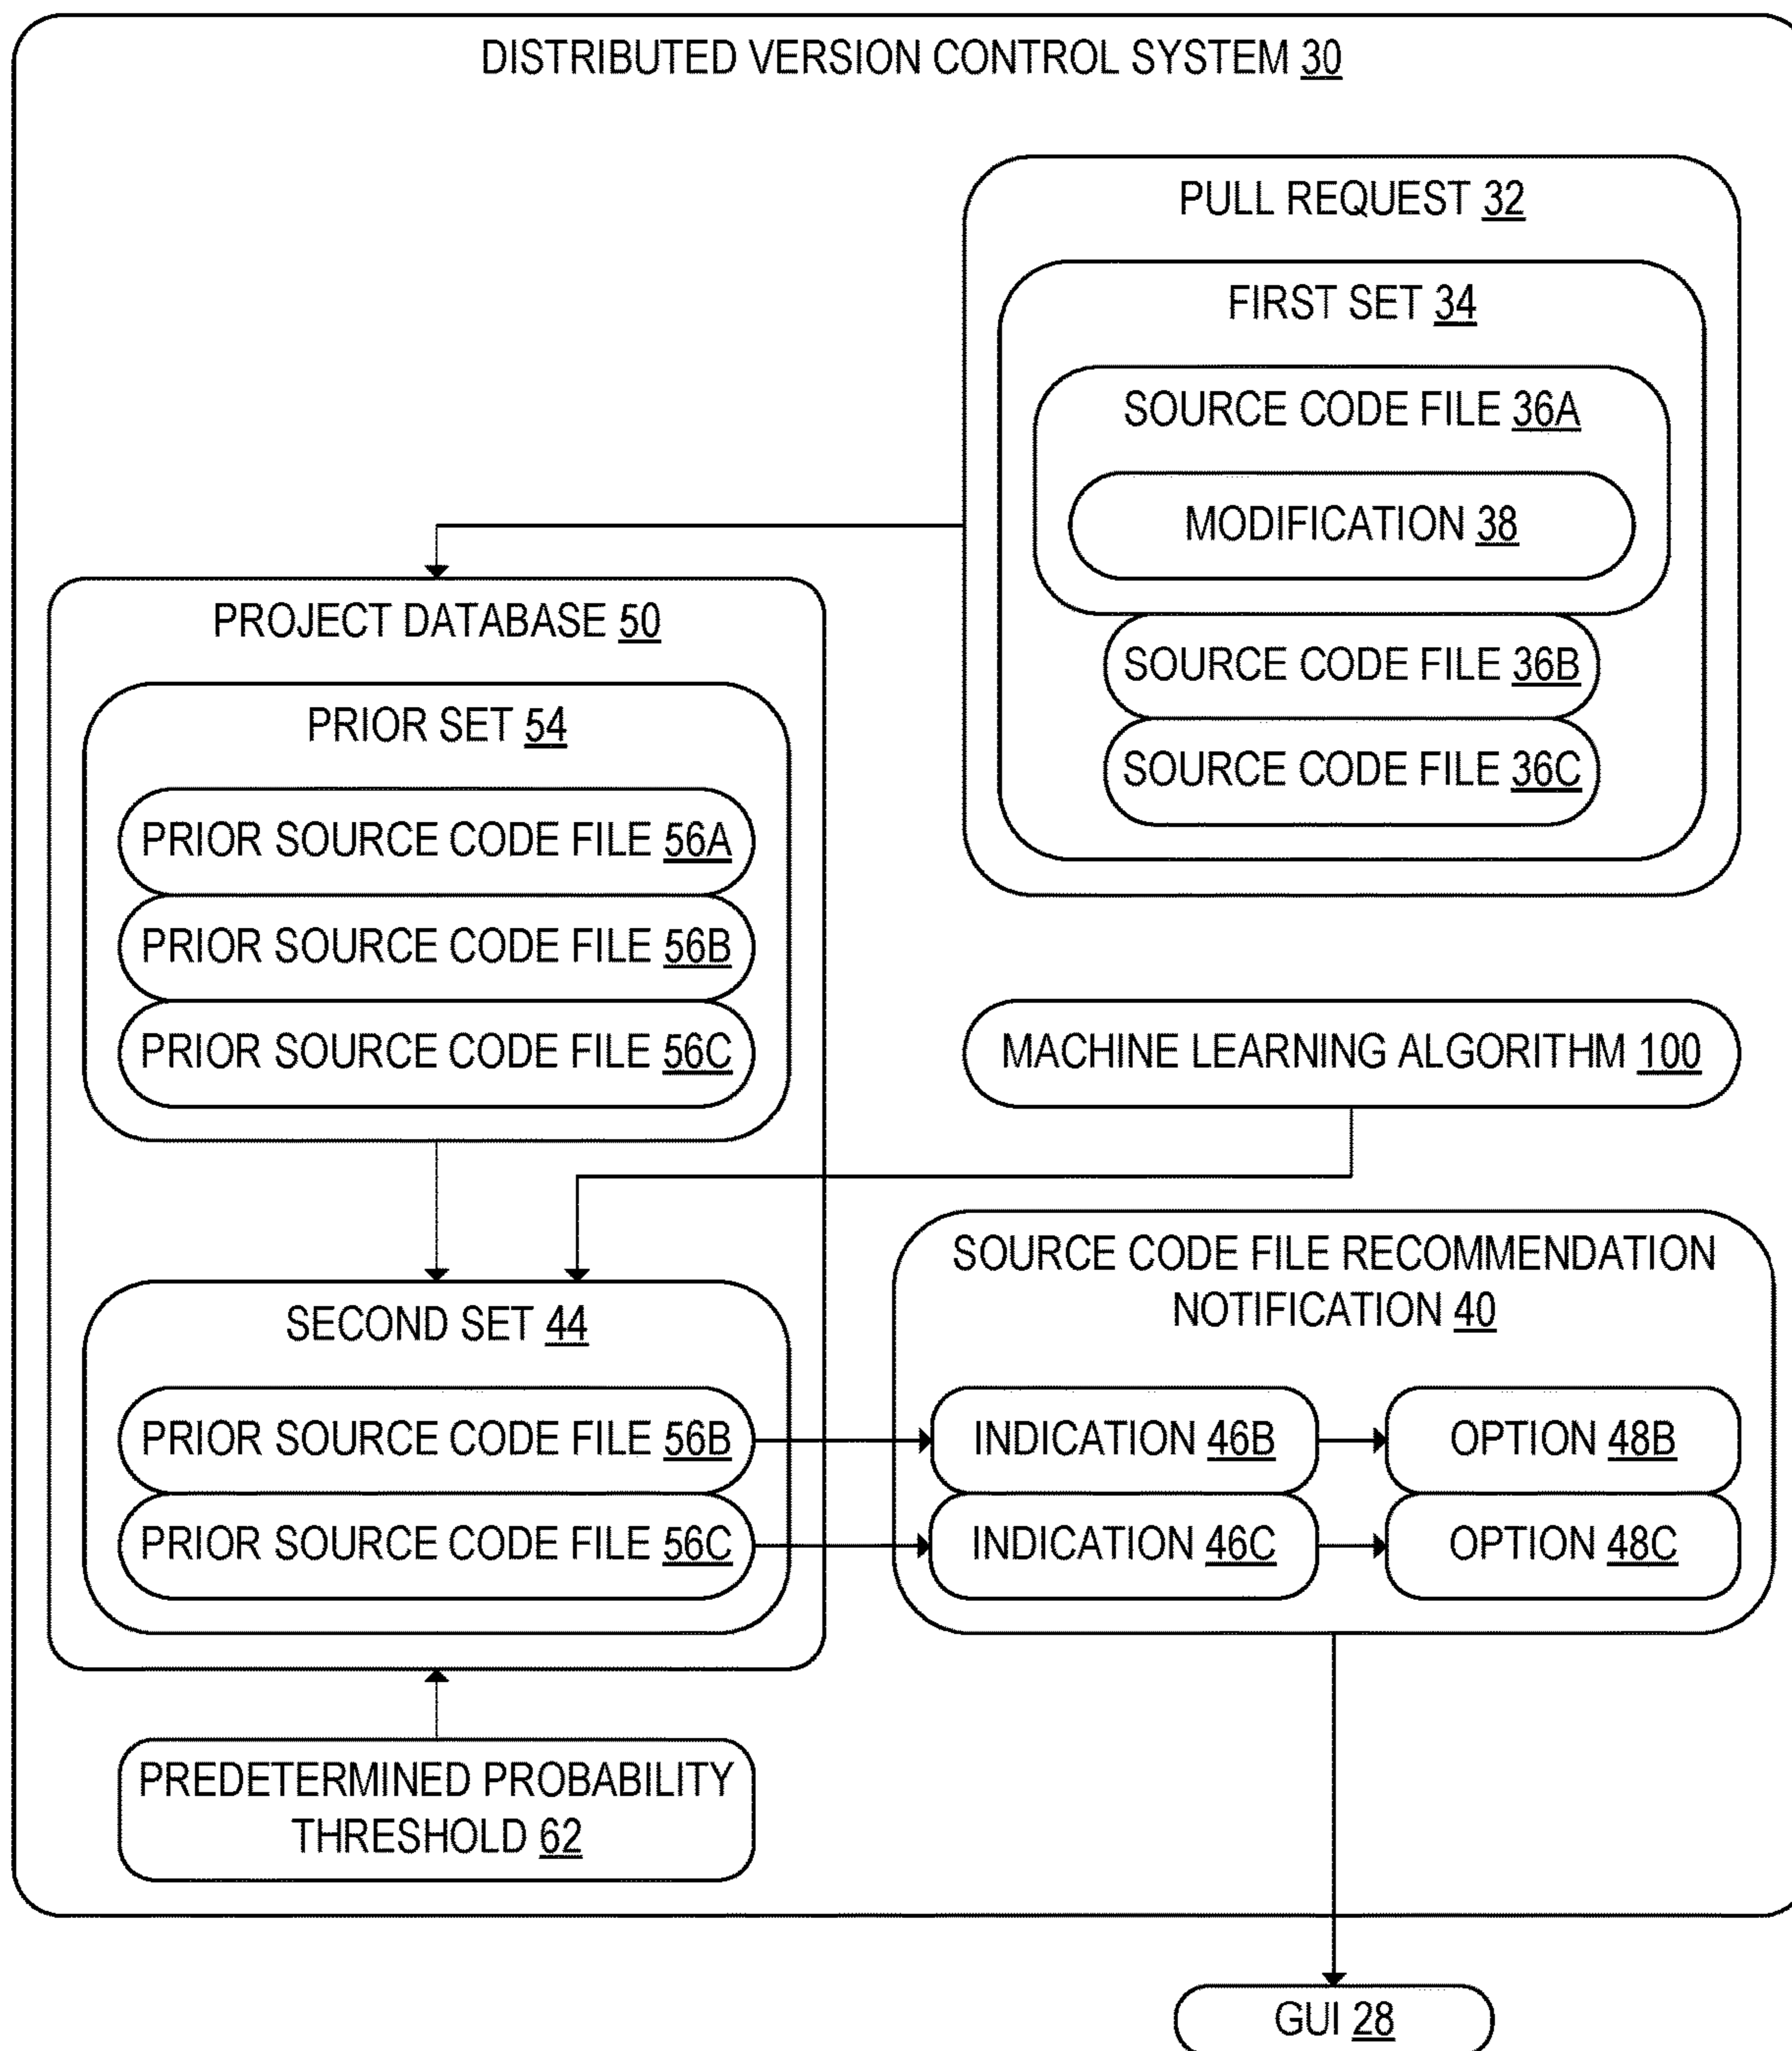 DISTRIBUTED VERSION CONTROL SYSTEM 30
PULL REQUEST 32
FIRST SET 34
SOURCE CODE FILE 36A
MODIFICATION 38
SOURCE CODE FILE 36B
SOURCE CODE FILE 36C
PROJECT DATABASE 50
PRIOR SET 54
PRIOR SOURCE CODE FILE 56A
PRIOR SOURCE CODE FILE 56B
PRIOR SOURCE CODE FILE 56C
MACHINE LEARNING ALGORITHM 100
SECOND SET 44
PRIOR SOURCE CODE FILE 56B
PRIOR SOURCE CODE FILE 56C
SOURCE CODE FILE RECOMMENDATION
NOTIFICATION 40
INDICATION 46B
OPTION 48B
INDICATION 46C
OPTION 48C
PREDETERMINED PROBABILITY
THRESHOLD 62
GUI 28